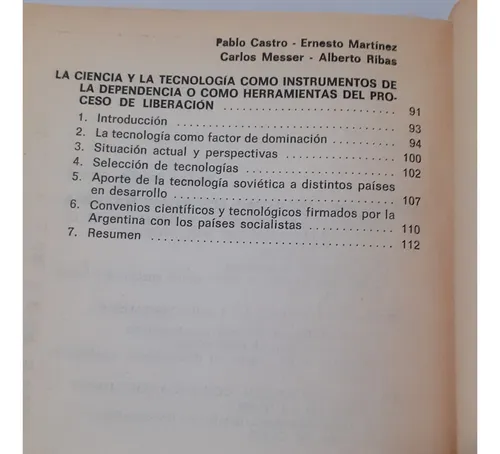 Pablo Castro - Ernesto Martínez
Carlos Messer - Alberto Ribas
LA CIENCIA Y LA TECNOLOGÍA COMO INSTRUMENTOS DE
LA DEPENDENCIA O COMO HERRAMIENTAS DEL PRO-
CESO DE LIBERACIÓN ........................ 91
1. Introducción ........................ 93
2. La tecnología como factor de dominación ........ 94
3. Situación actual y perspectivas ............ 100
4. Selección de tecnologías ................ 102
5. Aporte de la tecnología soviética a distintos países
en desarrollo ........................ 107
6. Convenios científicos y tecnológicos firmados por la
Argentina con los países socialistas .......... 110
7. Resumen ........................ 112